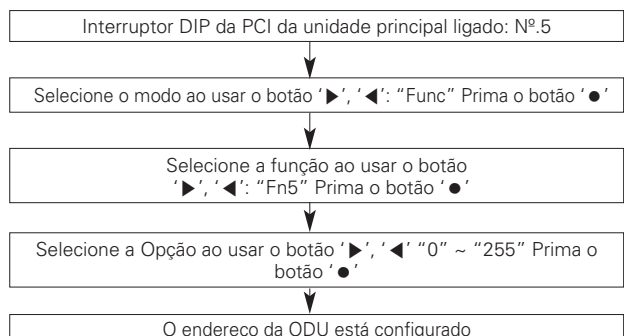 Interruptor DIP da PCI da unidade principal ligado: Nº.5
Selecione o modo ao usar o botão ‘▶’, ‘◀’: “Func” Prima o botão ‘●’
Selecione a função ao usar o botão
‘▶’, ‘◀’: “Fn5” Prima o botão ‘●’
Selecione a Opção ao usar o botão ‘▶’, ‘◀’ “0” ~ “255” Prima o
botão ‘●’
O endereço da ODU está configurado